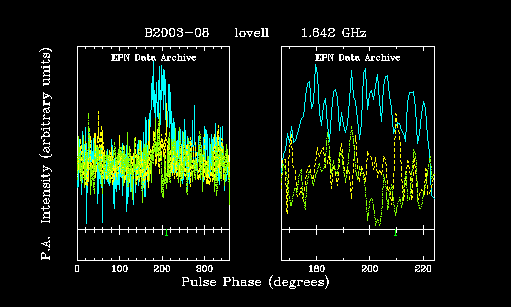 B2003-08 lovell 1.642 GHz
EPN Data Archive EPN Data Archive
P.A. Intensity (arbitrary units)
0 100 200 300 180 200 220
Pulse Phase (degrees)